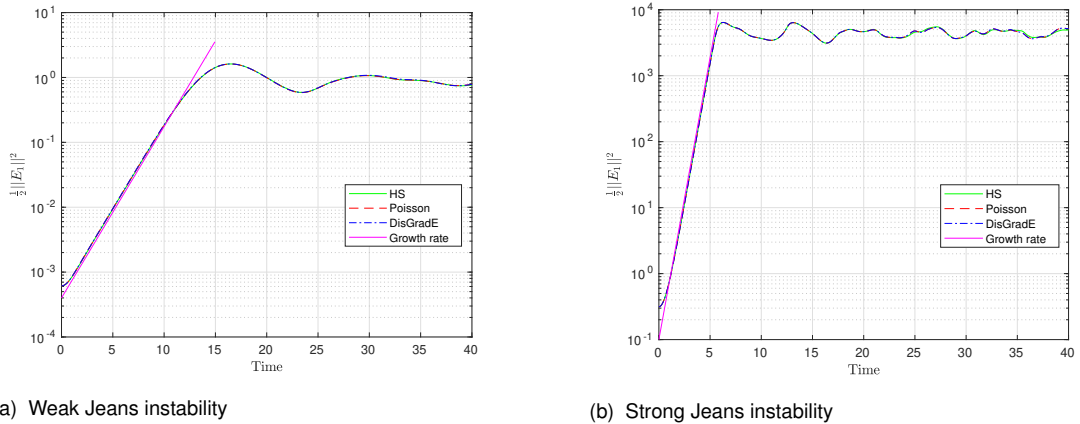 10^1
10^0
10^-1
10^-2
10^-3
10^-4
½||E₁||²
0 5 10 15 20 25 30 35 40
Time
HS
Poisson
DisGradE
Growth rate
a) Weak Jeans instability
10^4
10^3
10^2
10^1
10^0
10^-1
½||E₁||²
0 5 10 15 20 25 30 35 40
Time
HS
Poisson
DisGradE
Growth rate
(b) Strong Jeans instability